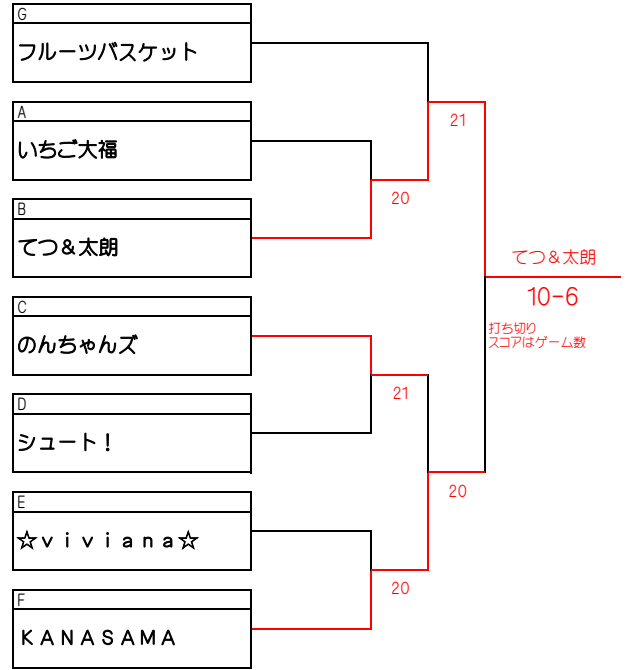 G
フルーツバスケット
A
いちご大福
B
てつ＆太朗
C
のんちゃんズ
D
シュート！
E
☆ｖｉｖｉａｎａ☆
F
ＫＡＮＡＳＡＭＡ
21
20
21
20
20
てつ＆太朗
10-6
打ち切り
スコアはゲーム数